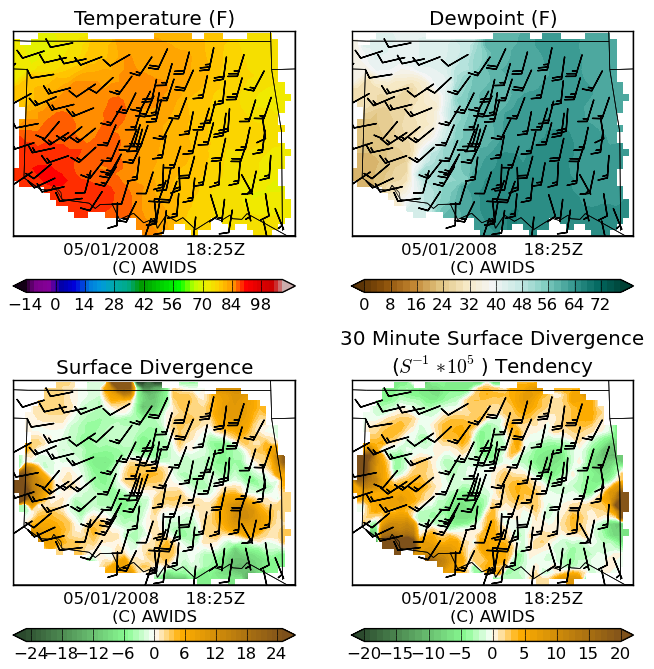 Temperature (F)
Dewpoint (F)
05/01/2008 18:25Z
(C) AWIDS
−14 0 14 28 42 56 70 84 98
05/01/2008 18:25Z
(C) AWIDS
0 8 16 24 32 40 48 56 64 72
Surface Divergence
30 Minute Surface Divergence
(S⁻¹ *10⁵ ) Tendency
05/01/2008 18:25Z
(C) AWIDS
−24 −18 −12 −6 0 6 12 18 24
05/01/2008 18:25Z
(C) AWIDS
−20 −15 −10 −5 0 5 10 15 20